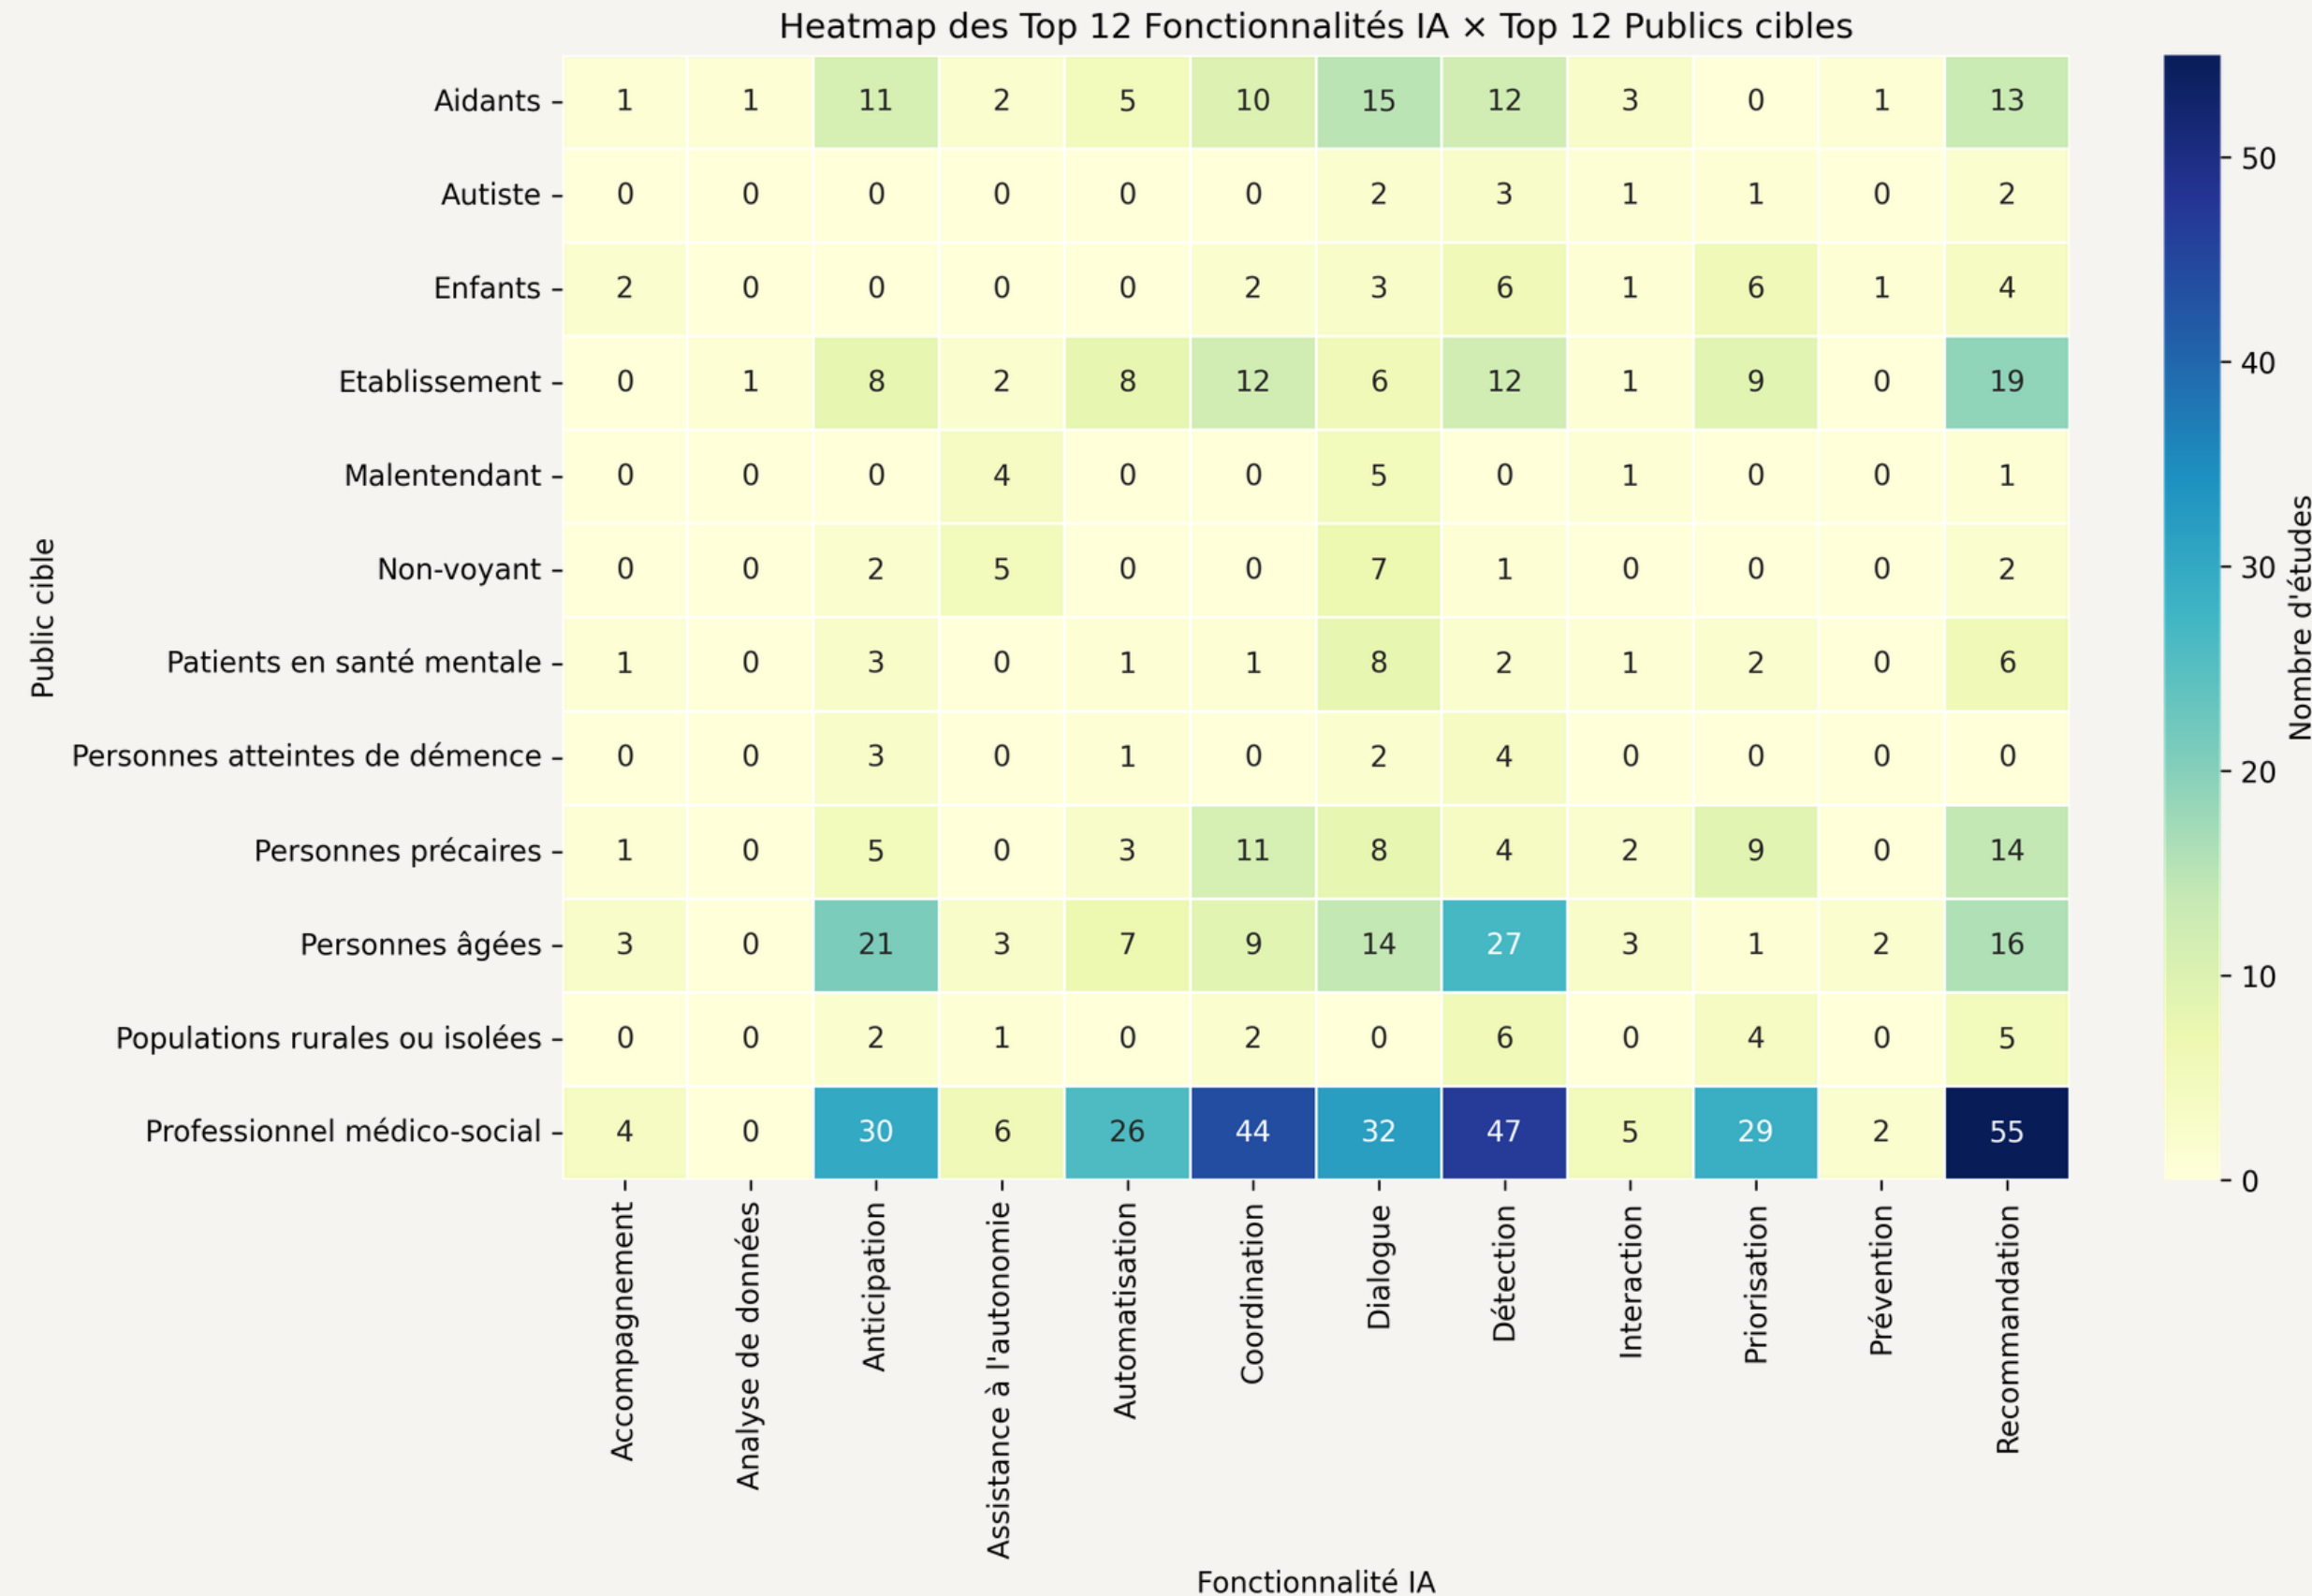 Heatmap des Top 12 Fonctionnalités IA × Top 12 Publics cibles
Public cible
Aidants 1 1 11 2 5 10 15 12 3 0 1 13
Autiste 0 0 0 0 0 0 2 3 1 1 0 2
Enfants 2 0 0 0 0 2 3 6 1 6 1 4
Etablissement 0 1 8 2 8 12 6 12 1 9 0 19
Malentendant 0 0 0 4 0 0 5 0 1 0 0 1
Non-voyant 0 0 2 5 0 0 7 1 0 0 0 2
Patients en santé mentale 1 0 3 0 1 1 8 2 1 2 0 6
Personnes atteintes de démence 0 0 3 0 1 0 2 4 0 0 0 0
Personnes précaires 1 0 5 0 3 11 8 4 2 9 0 14
Personnes âgées 3 0 21 3 7 9 14 27 3 1 2 16
Populations rurales ou isolées 0 0 2 1 0 2 0 6 0 4 0 5
Professionnel médico-social 4 0 30 6 26 44 32 47 5 29 2 55
Accompagnement
Analyse de données
Anticipation
Assistance à l'autonomie
Automatisation
Coordination
Dialogue
Détection
Interaction
Priorisation
Prévention
Recommandation
Fonctionnalité IA
50
40
30
20
10
0
Nombre d'études